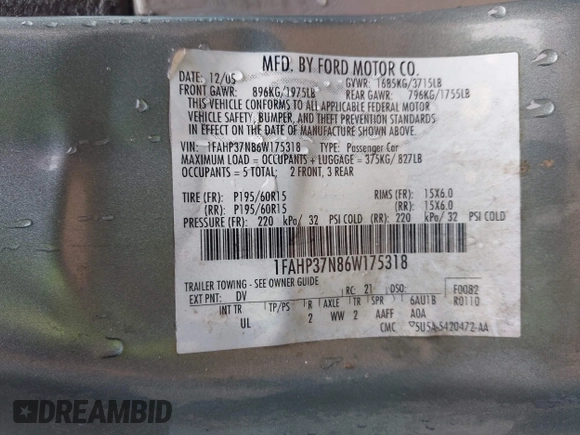 MFD. BY FORD MOTOR CO.
DATE: 12/05 GVWR: 1685KG/3715LB
FRONT GAWR: 896KG/1975LB REAR GAWR: 796KG/1755LB
THIS VEHICLE CONFORMS TO ALL APPLICABLE FEDERAL MOTOR
VEHICLE SAFETY, BUMPER, AND THEFT PREVENTION STANDARDS
IN EFFECT ON THE DATE OF MANUFACTURE SHOWN ABOVE.
VIN: 1FAHP37N86W175318 TYPE: Passenger Car
MAXIMUM LOAD = OCCUPANTS + LUGGAGE = 375KG/827LB
OCCUPANTS = 5 TOTAL: 2 FRONT, 3 REAR
TIRE (FR): P195/60R15 RIMS (FR): 15X6.0
(RR): P195/60R15 (RR): 15X6.0
PRESSURE (FR): 220 kPa/ 32 PSI COLD (RR): 220 kPa/ 32 PSI COLD
1FAHP37N86W175318
TRAILER TOWING - SEE OWNER GUIDE
EXT PNT: DV RC: 21 DSO: F0082
INT TR TP/PS R AXLE TR SPR 6AU1B R0110
UL 2 WW 2 AAFF A0A
CMC 5U5A-5420472-AA
DREAMBID